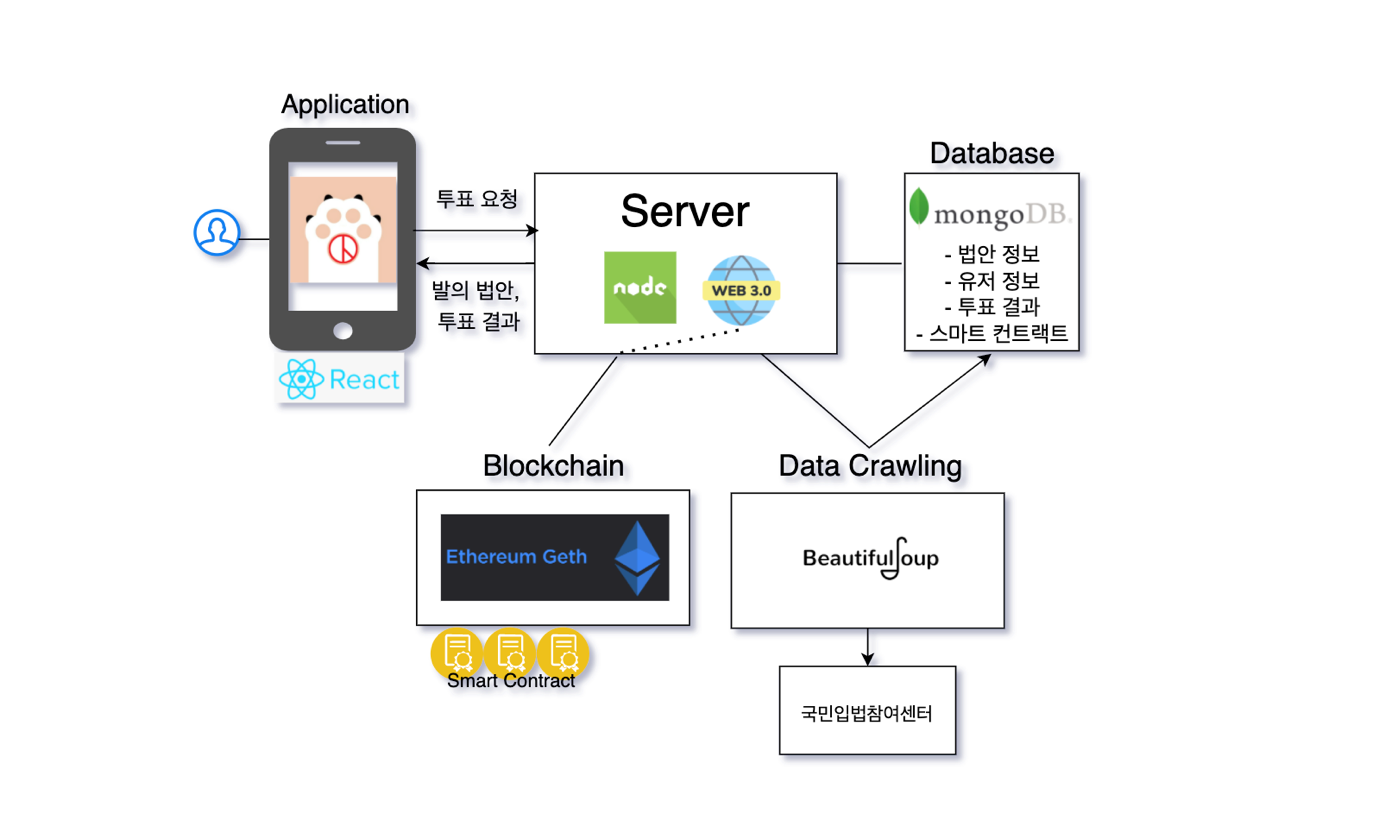 Application
투표 요청
발의 법안,
투표 결과
React
Server
node
WEB 3.0
Database
mongoDB
- 법안 정보
- 유저 정보
- 투표 결과
- 스마트 컨트랙트
Blockchain
Ethereum Geth
Smart Contract
Data Crawling
BeautifulSoup
국민입법참여센터